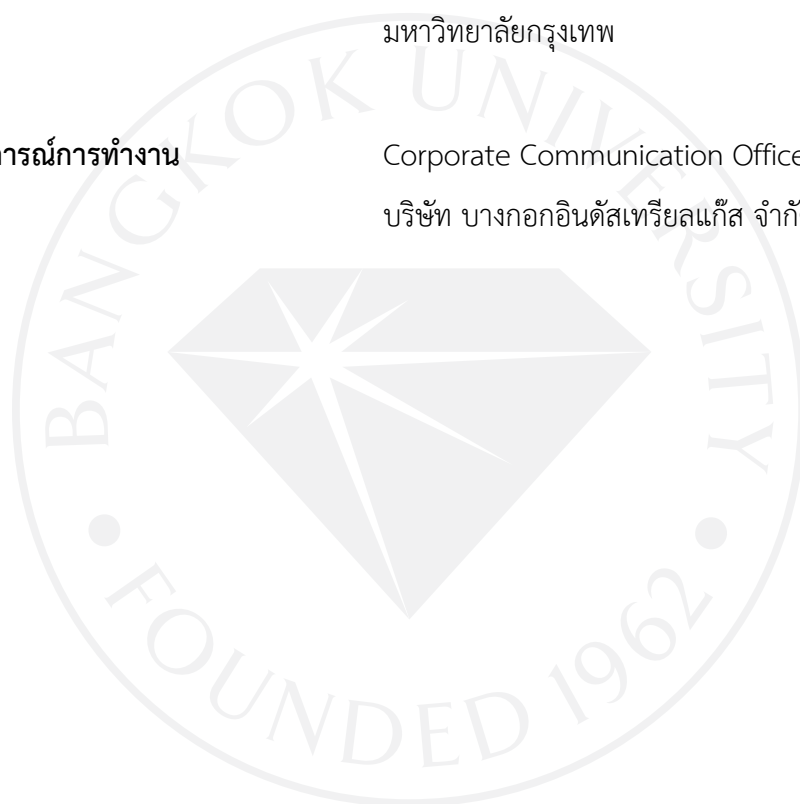 มหาวิทยาลัยกรุงเทพ
การณ์การทำงาน Corporate Communication Office
บริษัท บางกอกอินดัสเทรียลแก๊ส จำกั
BANGKOK UNIVERSITY
FOUNDED 1962